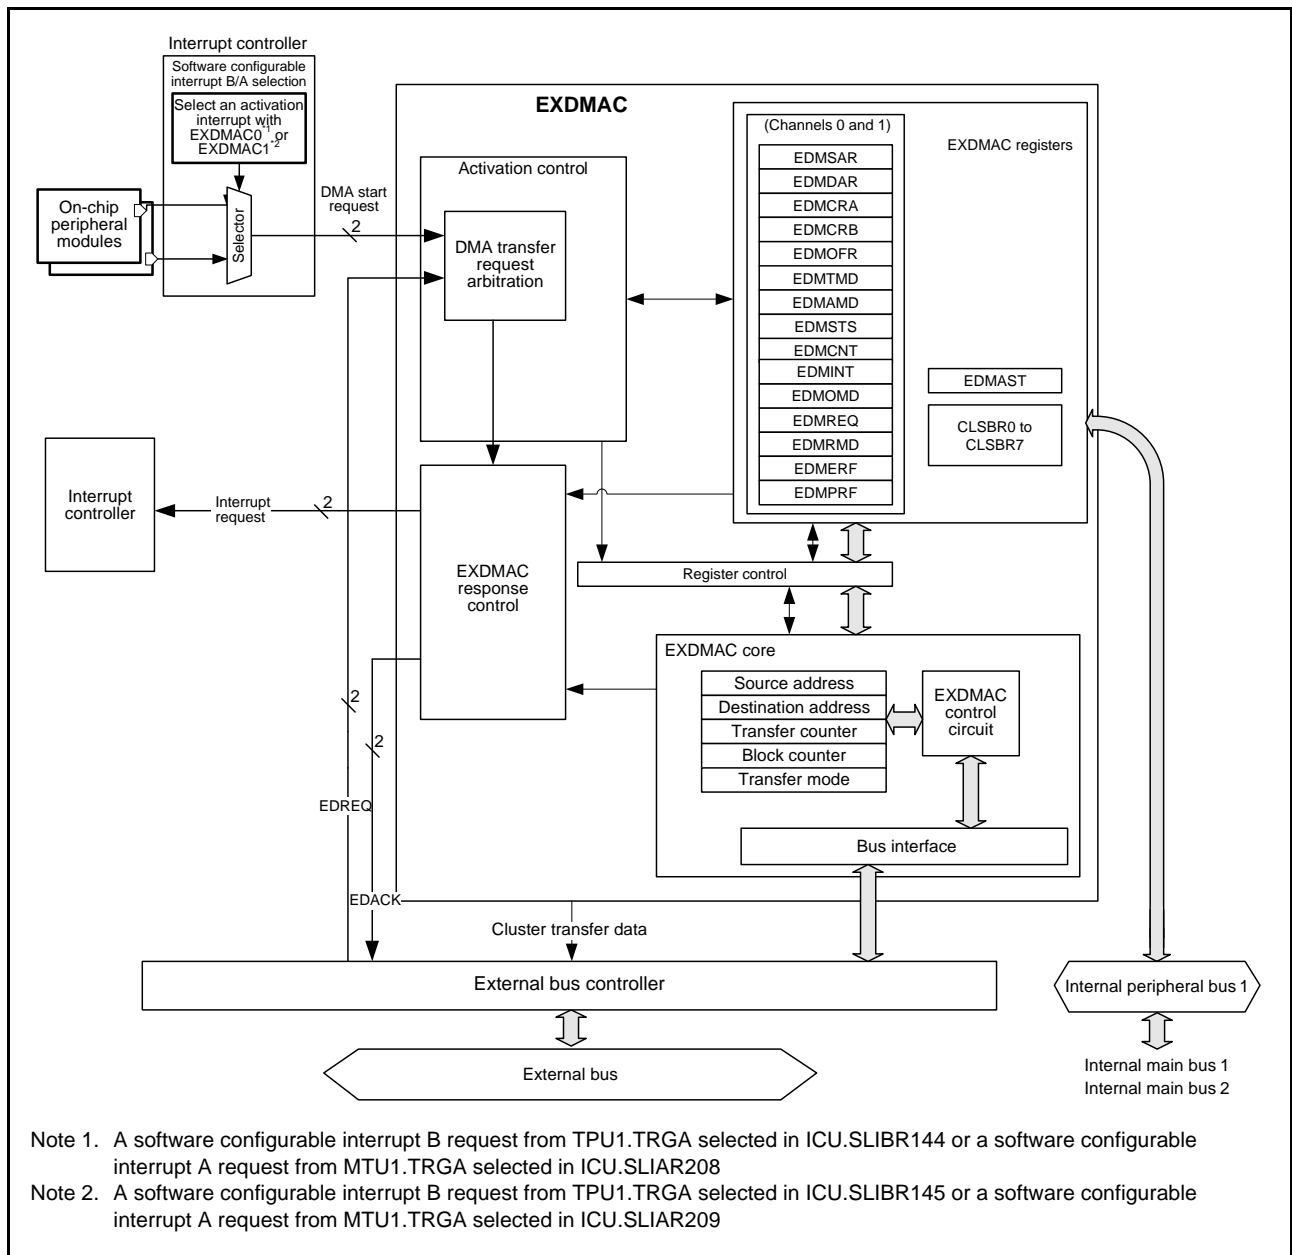 Interrupt controller
Software configurable
interrupt B/A selection
Select an activation
interrupt with
EXDMAC0*1 or
EXDMAC1*2
On-chip
peripheral
modules
Selector
DMA start
request
2
EXDMAC
Activation control
DMA transfer
request
arbitration
(Channels 0 and 1)
EDMSAR
EDMDAR
EDMCRA
EDMCRB
EDMOFR
EDMTMD
EDMAMD
EDMSTS
EDMCNT
EDMINT
EDMOMD
EDMREQ
EDMRMD
EDMERF
EDMPRF
EXDMAC registers
EDMAST
CLSBR0 to
CLSBR7
Interrupt
controller
Interrupt
request
2
EXDMAC
response
control
Register control
EXDMAC core
Source address
Destination address
Transfer counter
Block counter
Transfer mode
EXDMAC
control
circuit
Bus interface
2
2
EDREQ
EDACK
Cluster transfer data
External bus controller
External bus
Internal peripheral bus 1
Internal main bus 1
Internal main bus 2
Note 1. A software configurable interrupt B request from TPU1.TRGA selected in ICU.SLIBR144 or a software configurable
interrupt A request from MTU1.TRGA selected in ICU.SLIAR208
Note 2. A software configurable interrupt B request from TPU1.TRGA selected in ICU.SLIBR145 or a software configurable
interrupt A request from MTU1.TRGA selected in ICU.SLIAR209